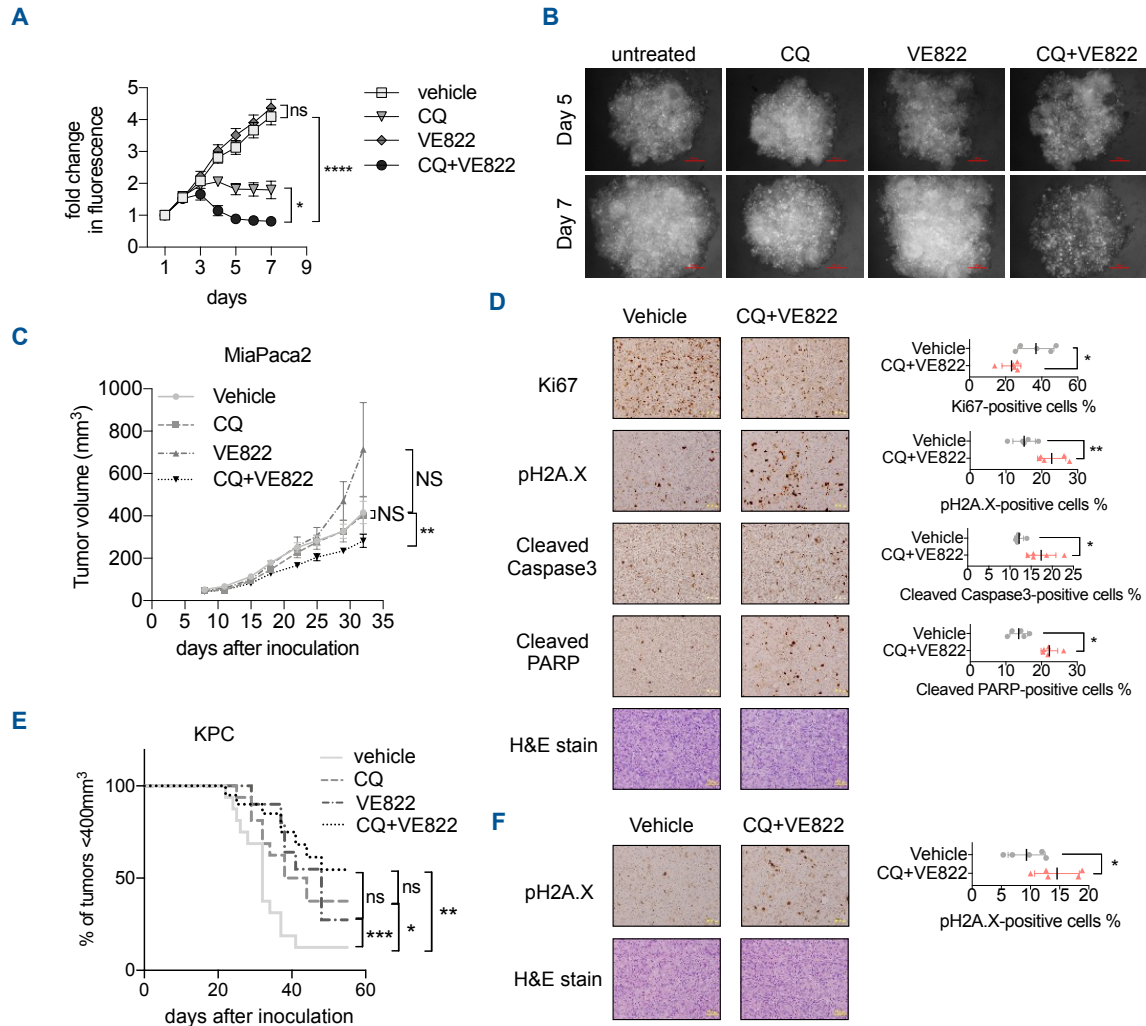 A
fold change
in fluorescence
5
4
3
2
1
0
1 3 5 7 9
days
ns
****
*
vehicle
CQ
VE822
CQ+VE822
B
untreated CQ VE822 CQ+VE822
Day 5
Day 7
C
MiaPaca2
Tumor volume (mm³)
1000
800
600
400
200
0
0 5 10 15 20 25 30 35
days after inoculation
Vehicle
CQ
VE822
CQ+VE822
NS
NS
**
D
Vehicle CQ+VE822
Ki67
pH2A.X
Cleaved
Caspase3
Cleaved
PARP
H&E stain
Vehicle
CQ+VE822
*
0 20 40 60
Ki67-positive cells %
Vehicle
CQ+VE822
**
0 10 20 30
pH2A.X-positive cells %
Vehicle
CQ+VE822
*
0 5 10 15 20 25
Cleaved Caspase3-positive cells %
Vehicle
CQ+VE822
*
0 10 20 30
Cleaved PARP-positive cells %
E
KPC
% of tumors <400mm³
100
50
0
0 20 40 60
days after inoculation
vehicle
CQ
VE822
CQ+VE822
ns
ns
**
***
*
F
Vehicle CQ+VE822
pH2A.X
H&E stain
Vehicle
CQ+VE822
*
0 5 10 15 20
pH2A.X-positive cells %